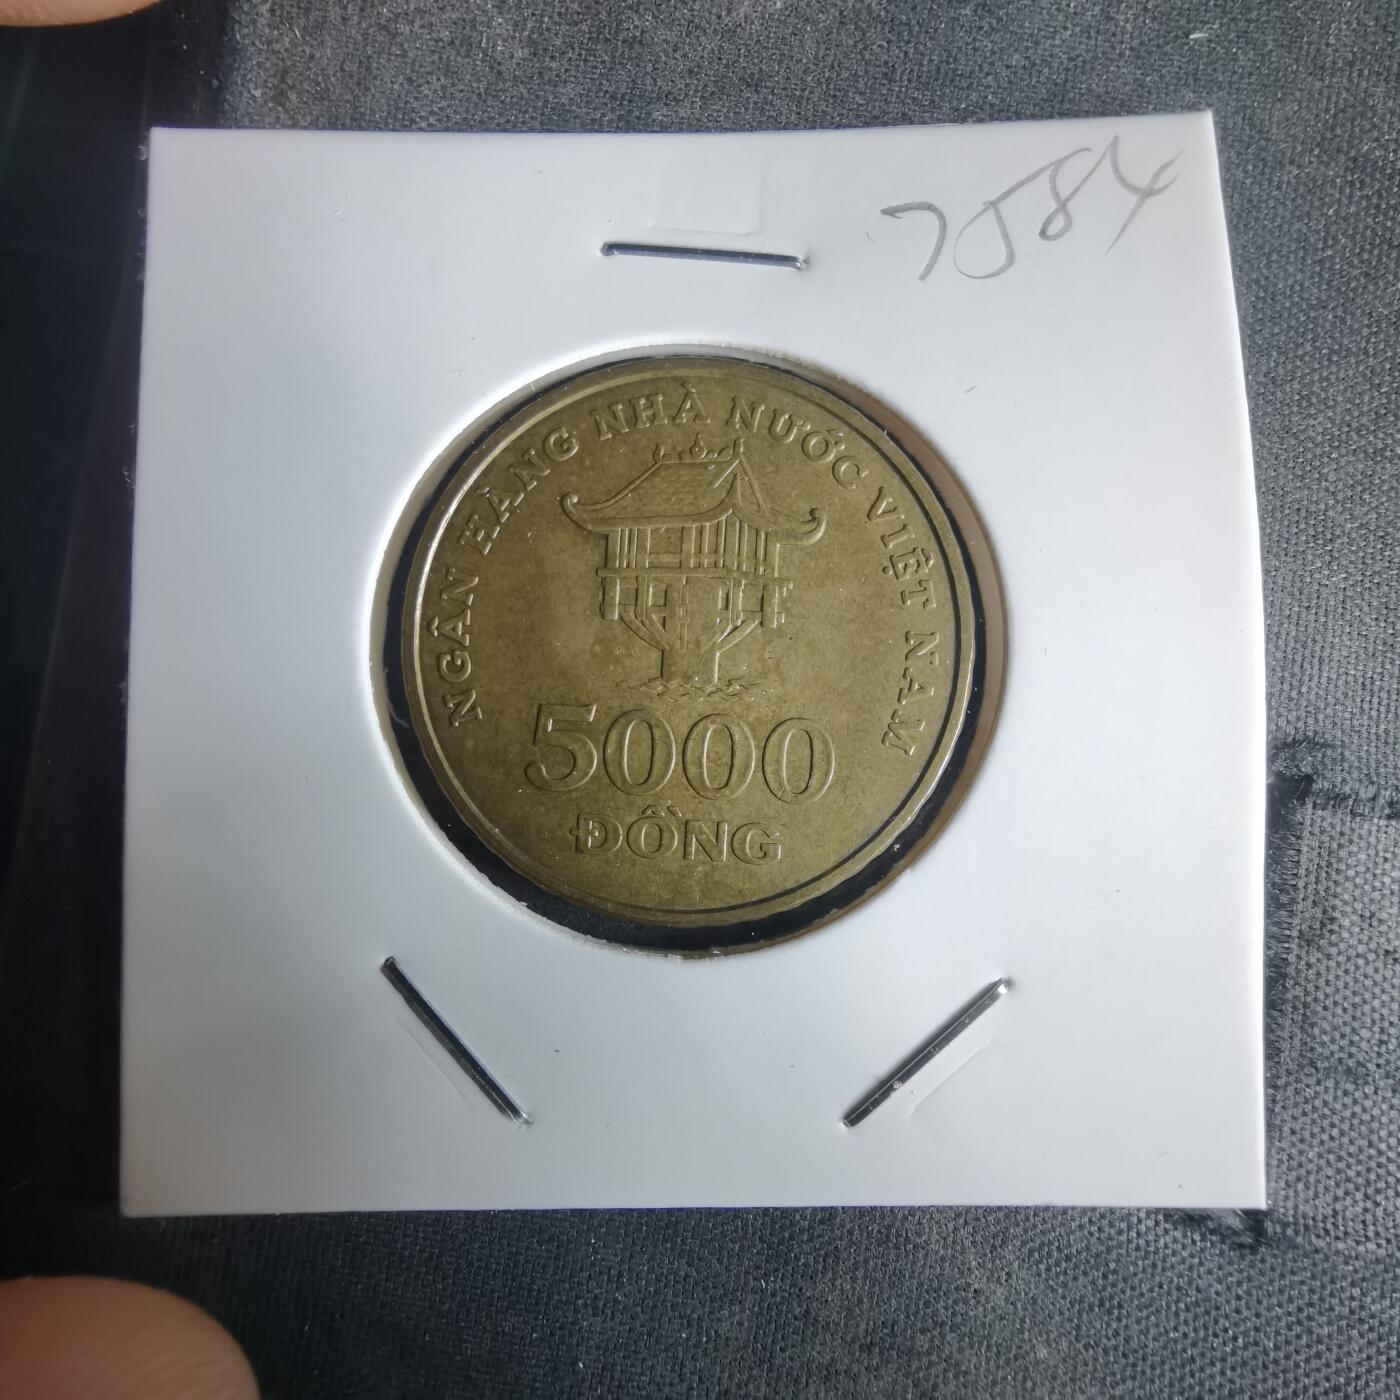 7584
NGÂN HÀNG NHÀ NƯỚC VIỆT NAM
5000
ĐỒNG